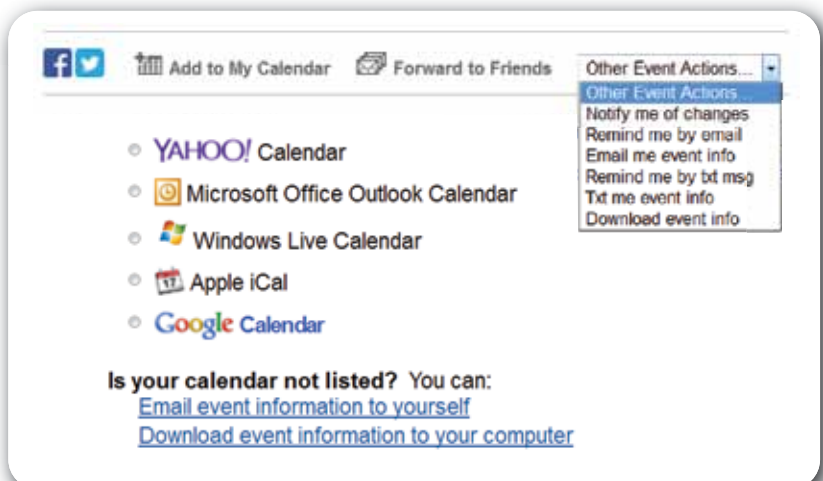 Add to My Calendar Forward to Friends Other Event Actions...
Other Event Actions...
Notify me of changes
Remind me by email
Email me event info
Remind me by txt msg
Txt me event info
Download event info
YAHOO! Calendar
Microsoft Office Outlook Calendar
Windows Live Calendar
17 Apple iCal
Google Calendar
Is your calendar not listed? You can:
Email event information to yourself
Download event information to your computer